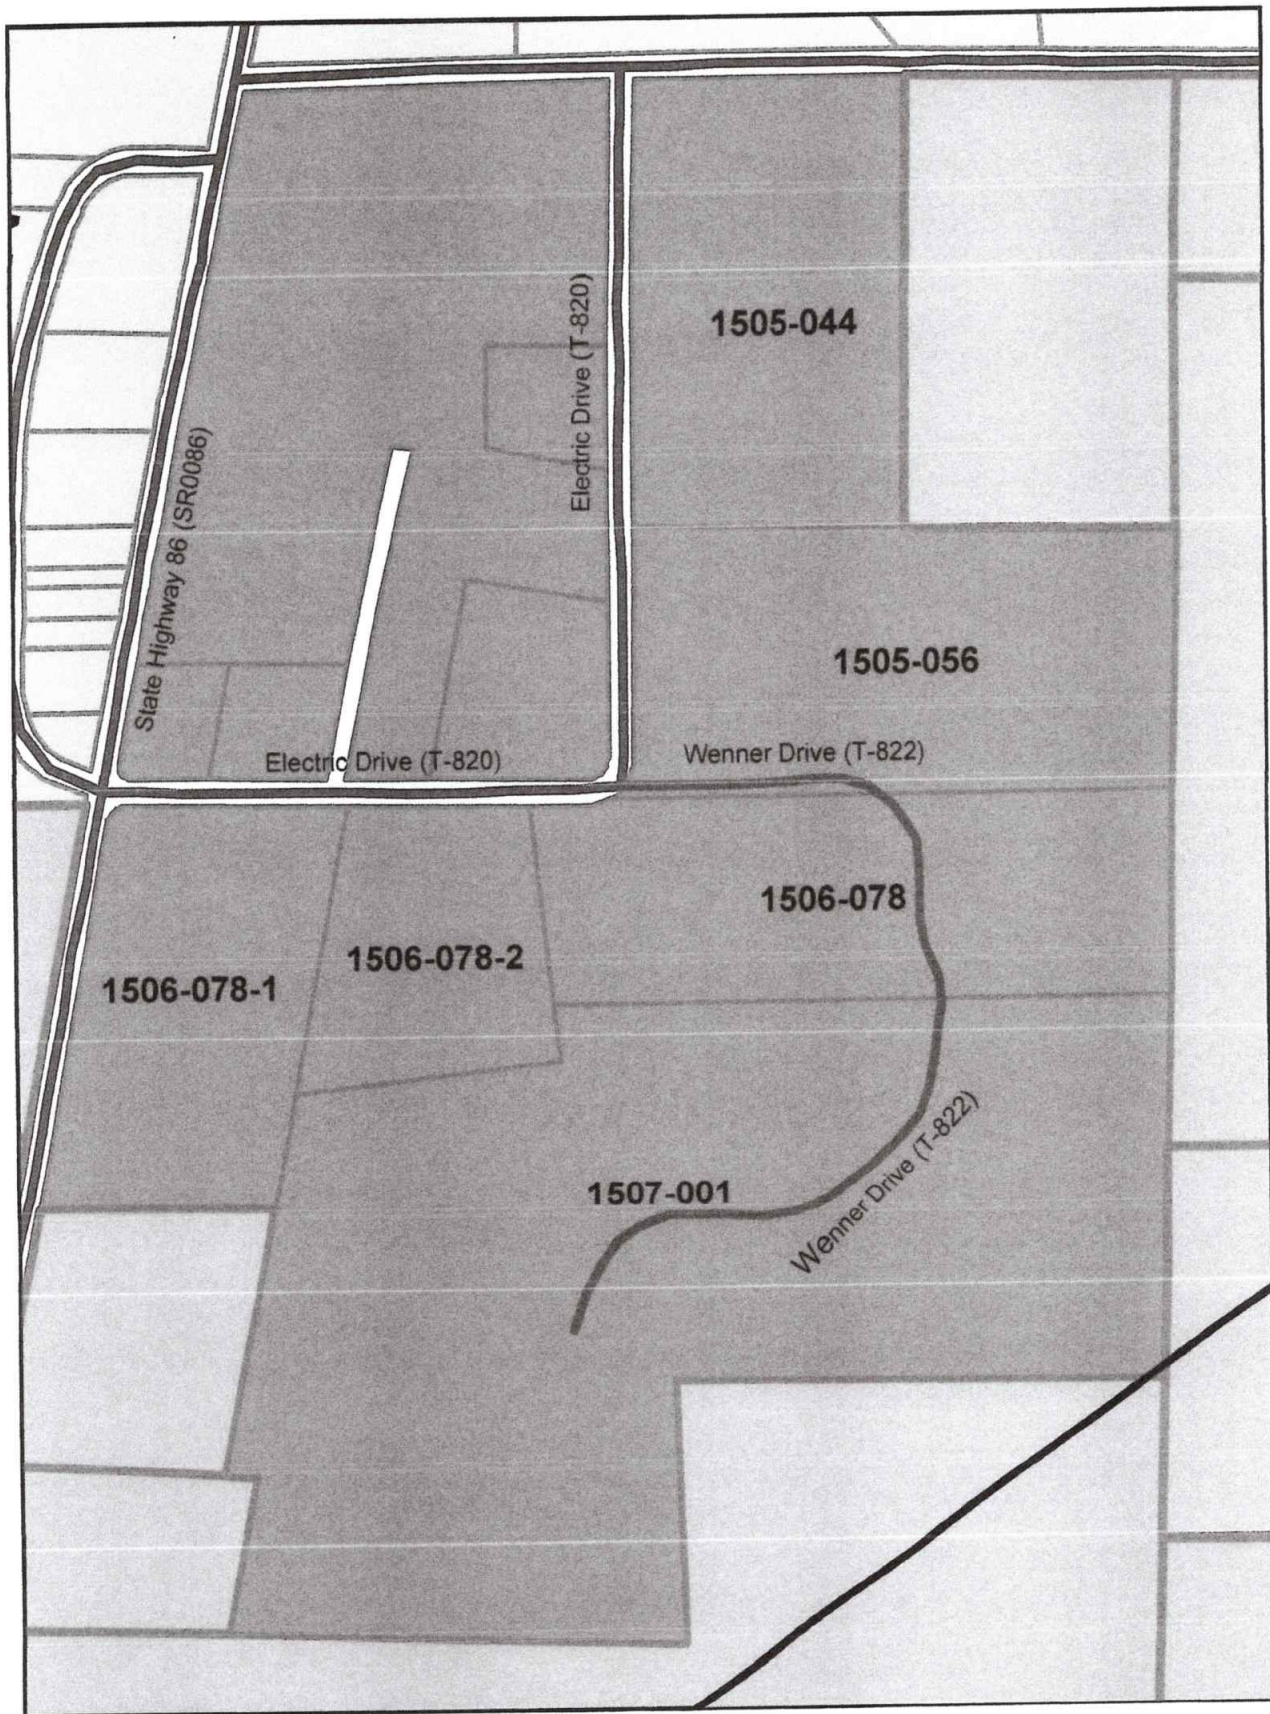 1505-044
Electric Drive (T-820)
State Highway 86 (SR0086)
1505-056
Electric Drive (T-820)
Wenner Drive (T-822)
1506-078
1506-078-2
1506-078-1
1507-001
Wenner Drive (T-822)